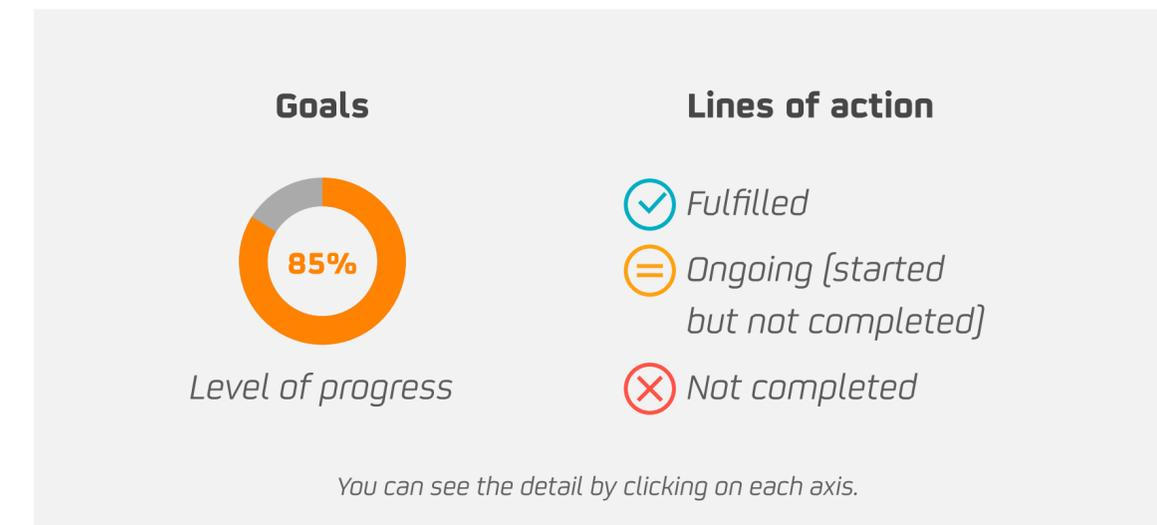 Goals
85%
Level of progress
Lines of action
Fulfilled
Ongoing (started
but not completed)
Not completed
You can see the detail by clicking on each axis.